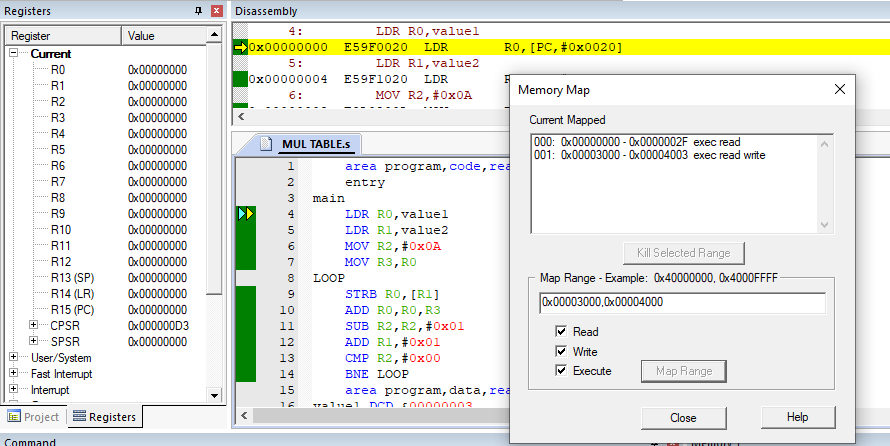 Registers
Register Value
Current
R0 0x00000000
R1 0x00000000
R2 0x00000000
R3 0x00000000
R4 0x00000000
R5 0x00000000
R6 0x00000000
R7 0x00000000
R8 0x00000000
R9 0x00000000
R10 0x00000000
R11 0x00000000
R12 0x00000000
R13 (SP) 0x00000000
R14 (LR) 0x00000000
R15 (PC) 0x00000000
CPSR 0x000000D3
SPSR 0x00000000
User/System
Fast Interrupt
Interrupt
Project Registers
Command
Disassembly
4: LDR R0,value1
0x00000000 E59F0020 LDR R0,[PC,#0x0020]
5: LDR R1,value2
0x00000004 E59F1020 LDR
6: MOV R2,#0x0A
MUL TABLE.s
1 area program,code,rea
2 entry
3 main
4 LDR R0,value1
5 LDR R1,value2
6 MOV R2,#0x0A
7 MOV R3,R0
8 LOOP
9 STRB R0,[R1]
10 ADD R0,R0,R3
11 SUB R2,R2,#0x01
12 ADD R1,#0x01
13 CMP R2,#0x00
14 BNE LOOP
15 area program,data,rea
16 value1 DCD &00000003
Memory Map
Current Mapped
000: 0x00000000 - 0x0000002F exec read
001: 0x00003000 - 0x00004003 exec read write
Kill Selected Range
Map Range - Example: 0x40000000, 0x4000FFFF
0x00003000,0x00004000
Read
Write
Execute
Map Range
Close
Help